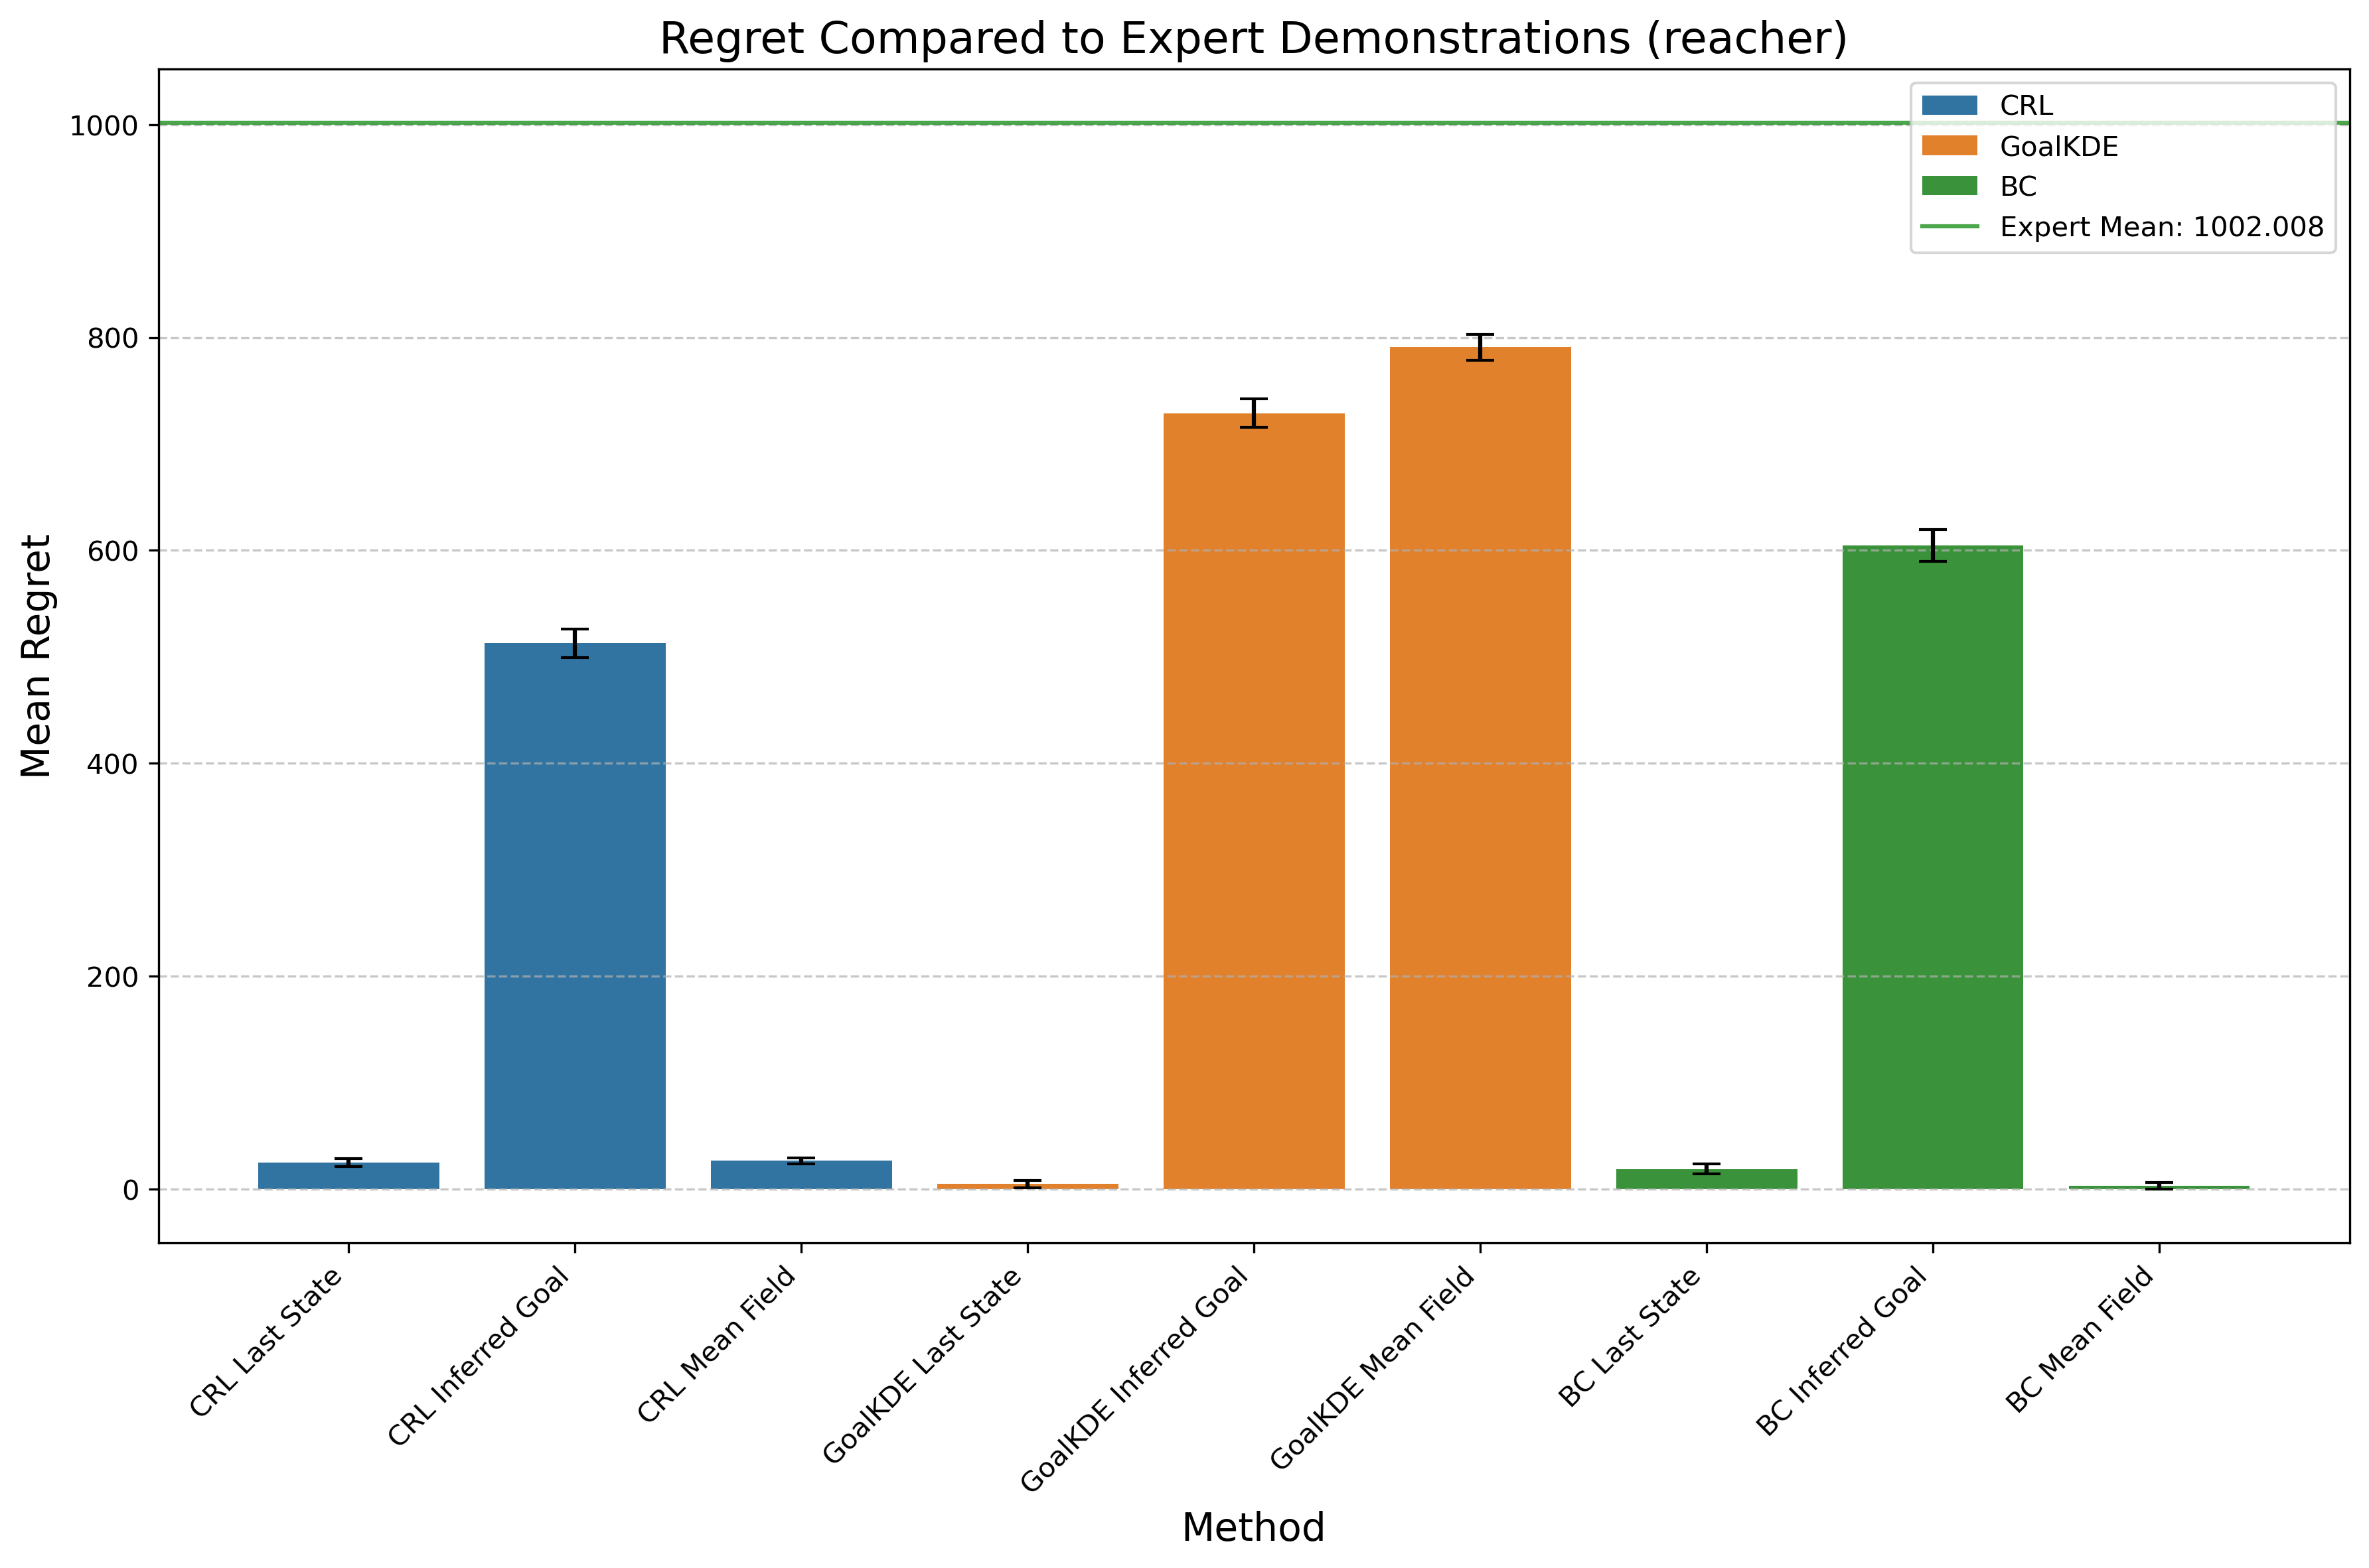 Regret Compared to Expert Demonstrations (reacher)
CRL
GoalKDE
BC
Expert Mean: 1002.008
Mean Regret
1000
800
600
400
200
0
CRL Last State
CRL Inferred Goal
CRL Mean Field
GoalKDE Last State
GoalKDE Inferred Goal
GoalKDE Mean Field
BC Last State
BC Inferred Goal
BC Mean Field
Method